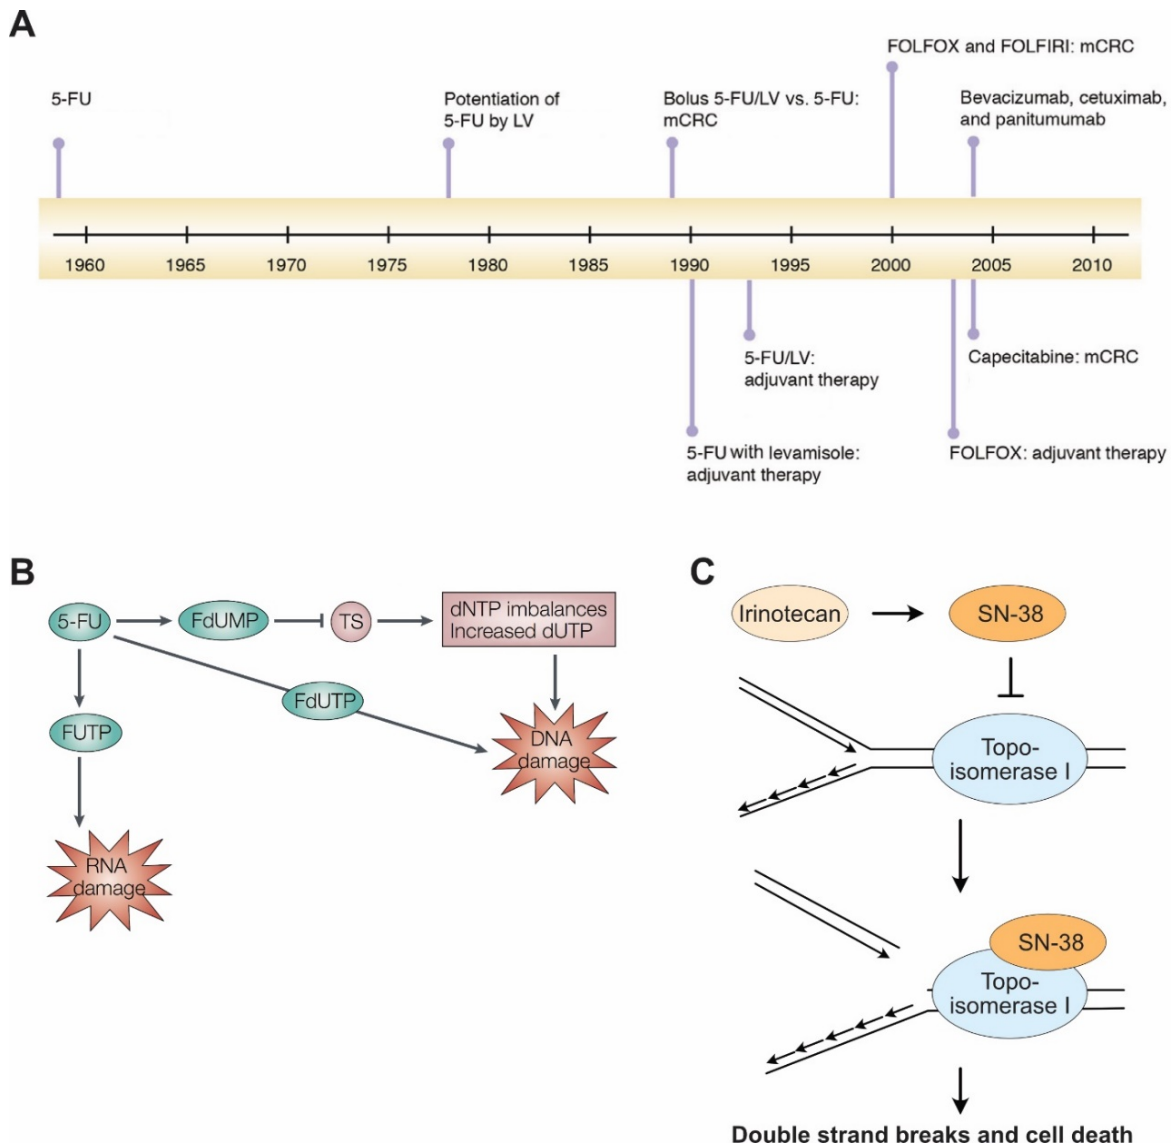 A
FOLFOX and FOLFIRI: mCRC
5-FU
Potentiation of
5-FU by LV
Bolus 5-FU/LV vs. 5-FU:
mCRC
Bevacizumab, cetuximab,
and panitumumab
1960 1965 1970 1975 1980 1985 1990 1995 2000 2005 2010
5-FU/LV:
adjuvant therapy
Capecitabine: mCRC
5-FU with levamisole:
adjuvant therapy
FOLFOX: adjuvant therapy
B
5-FU
FdUMP
TS
dNTP imbalances
Increased dUTP
FdUTP
FUTP
DNA
damage
RNA
damage
C
Irinotecan
SN-38
Topo-
isomerase I
SN-38
Topo-
isomerase I
Double strand breaks and cell death